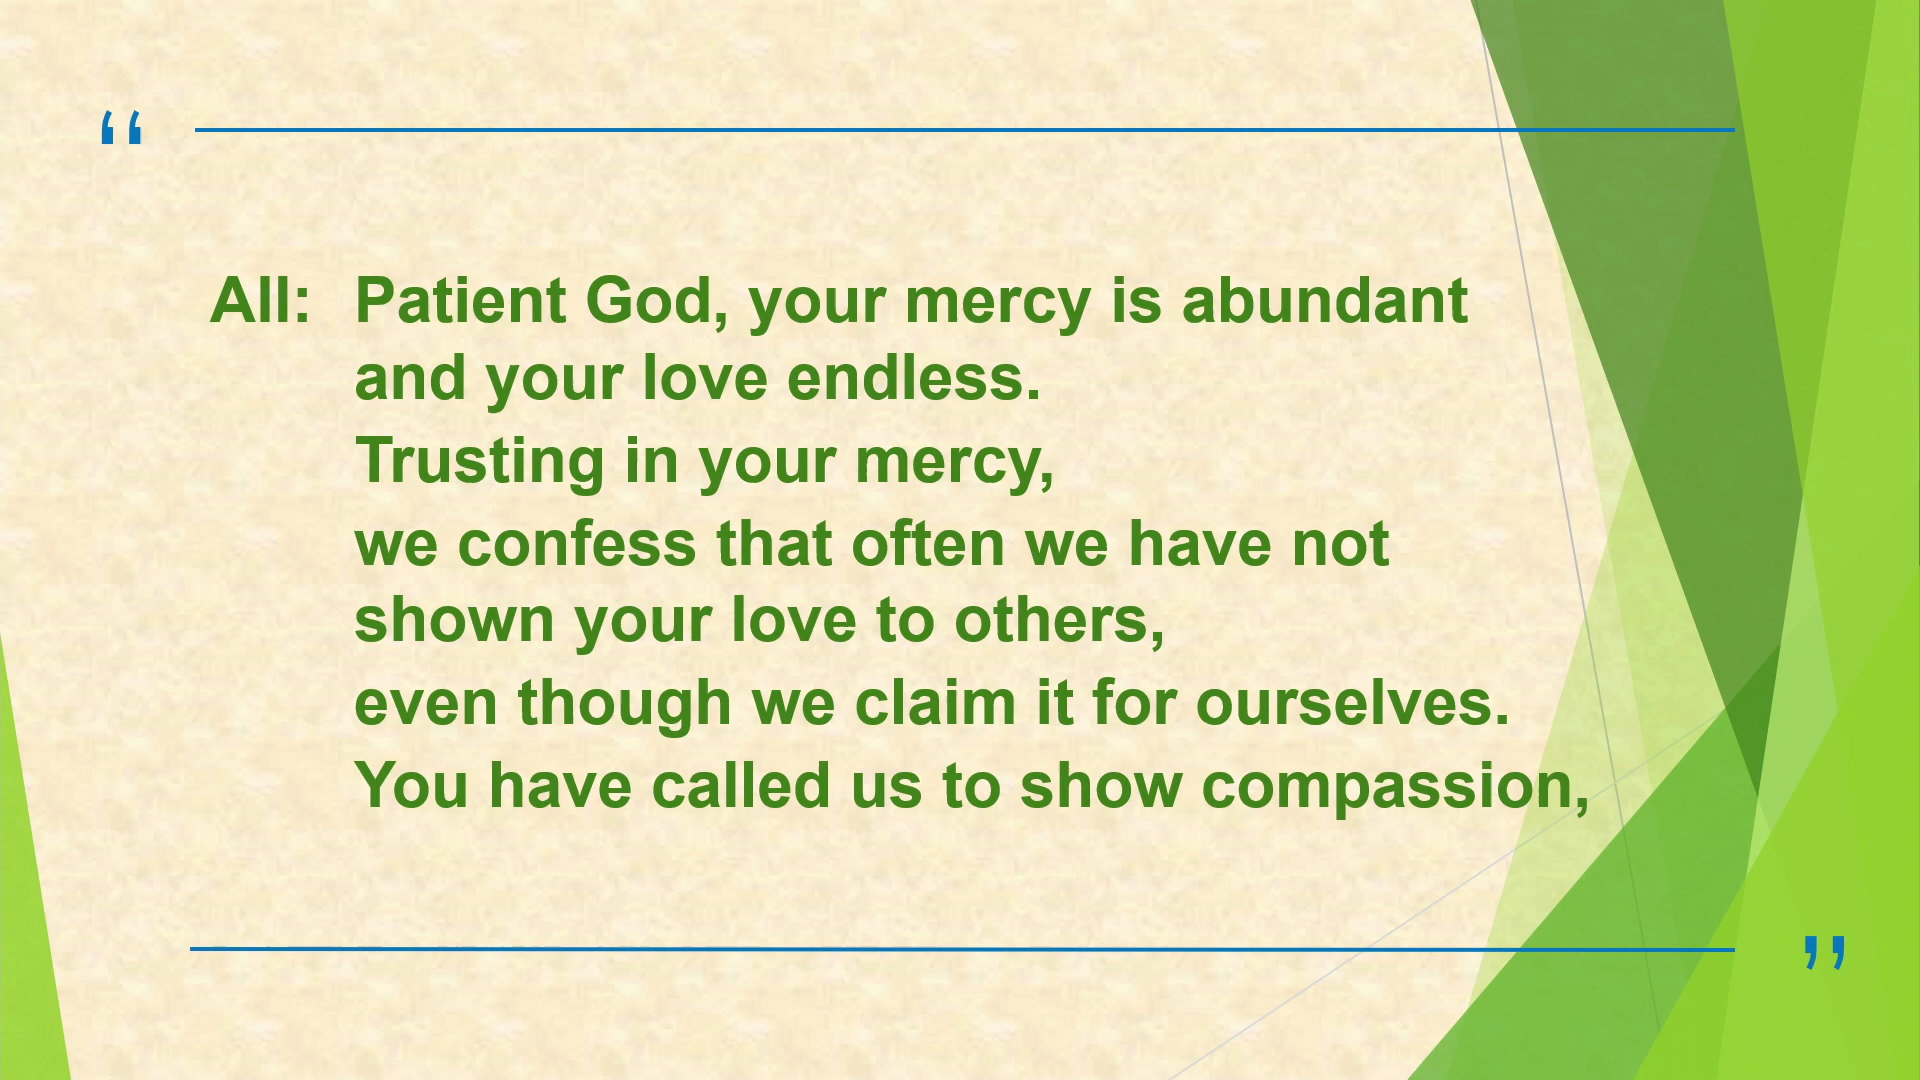 “
All: Patient God, your mercy is abundant
and your love endless.
Trusting in your mercy,
we confess that often we have not
shown your love to others,
even though we claim it for ourselves.
You have called us to show compassion,
”